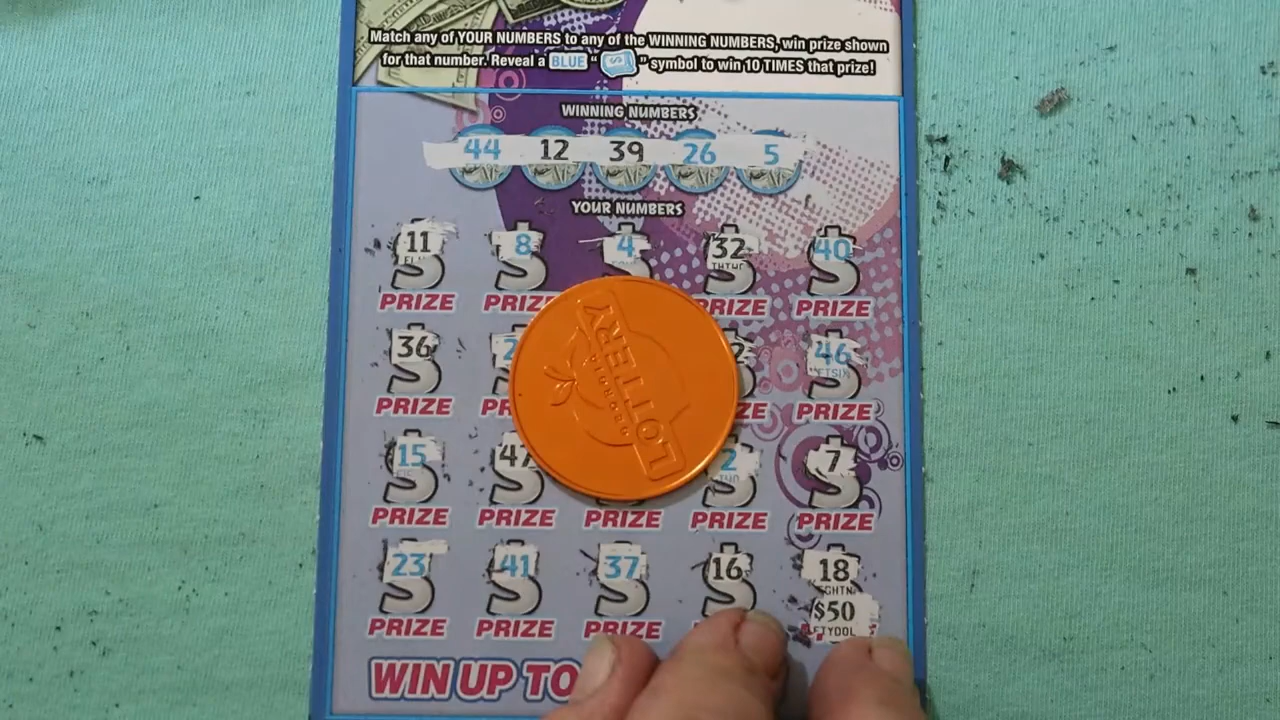 Match any of YOUR NUMBERS to any of the WINNING NUMBERS, win prize shown
for that number. Reveal a BLUE " " symbol to win 10 TIMES that prize!
WINNING NUMBERS
44 12 39 26 5
YOUR NUMBERS
11 8 4 32 40
PRIZE PRIZE PRIZE PRIZE
36 46
PRIZE PRIZE
15 47 2 7
PRIZE PRIZE PRIZE PRIZE PRIZE
23 41 37 16 18
$50
PRIZE PRIZE PRIZE
WIN UP TO
GEORGIA
LOTTERY